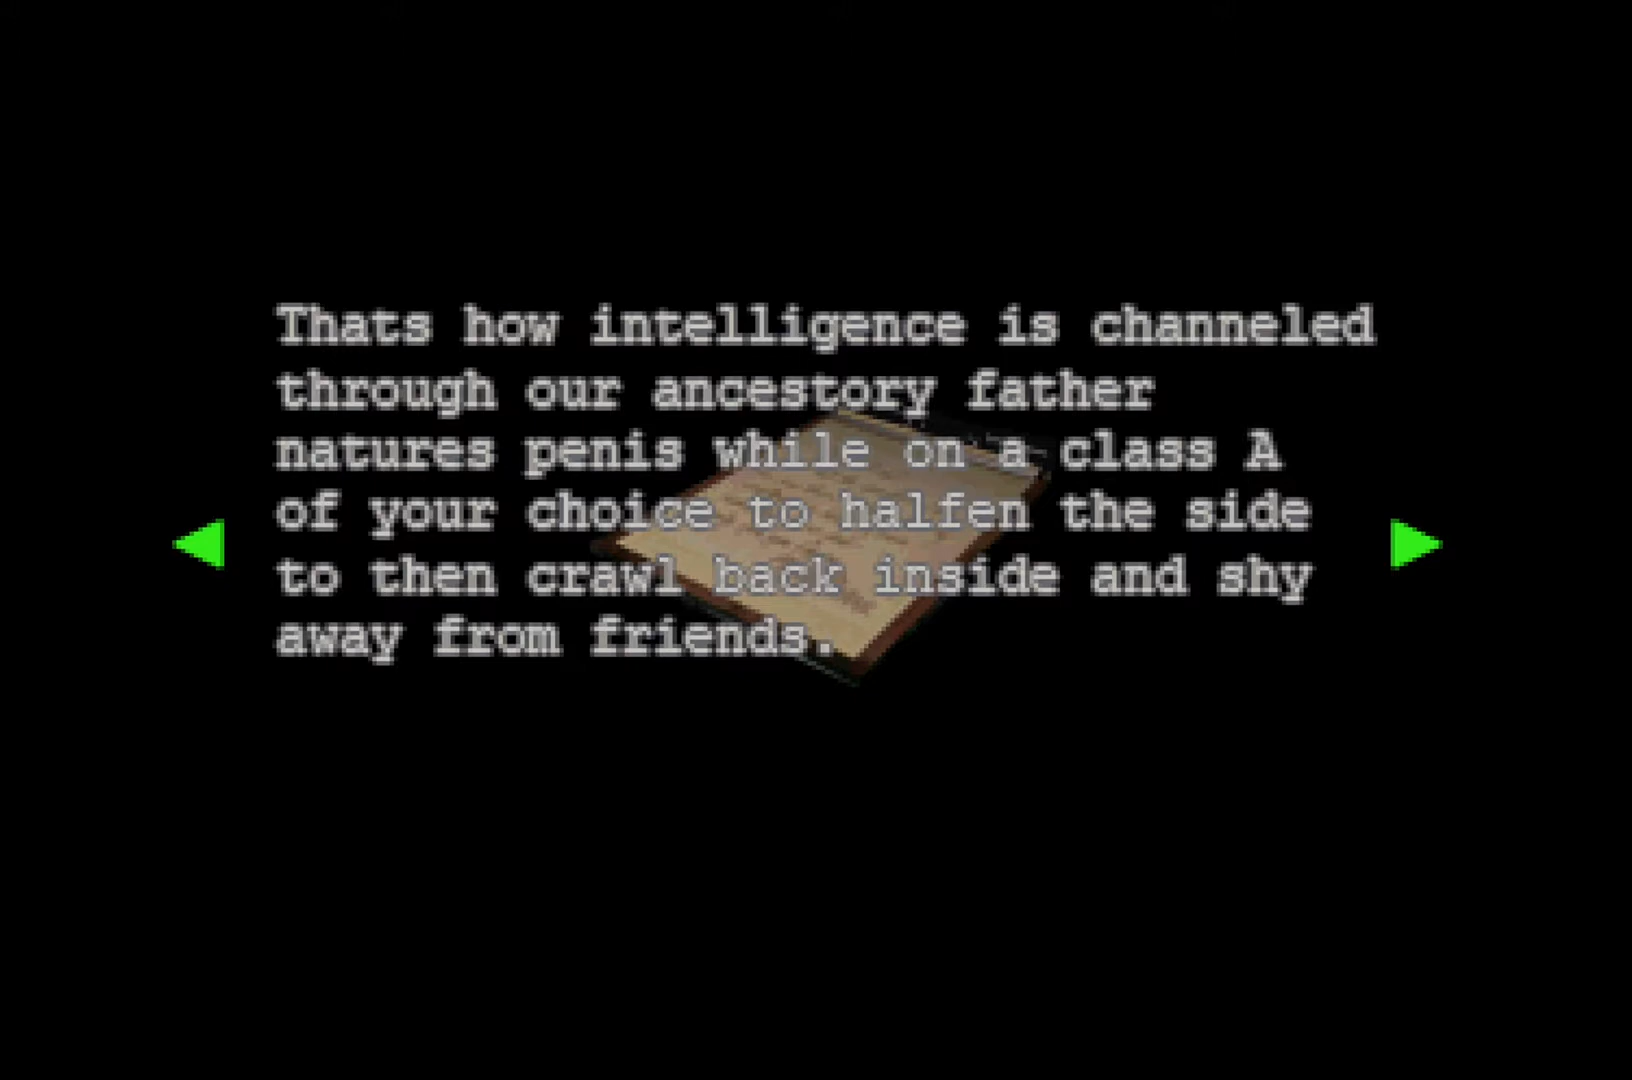 Thats how intelligence is channeled
through our ancestory father
natures penis while on a class A
of your choice to halfen the side
to then crawl back inside and shy
away from friends.